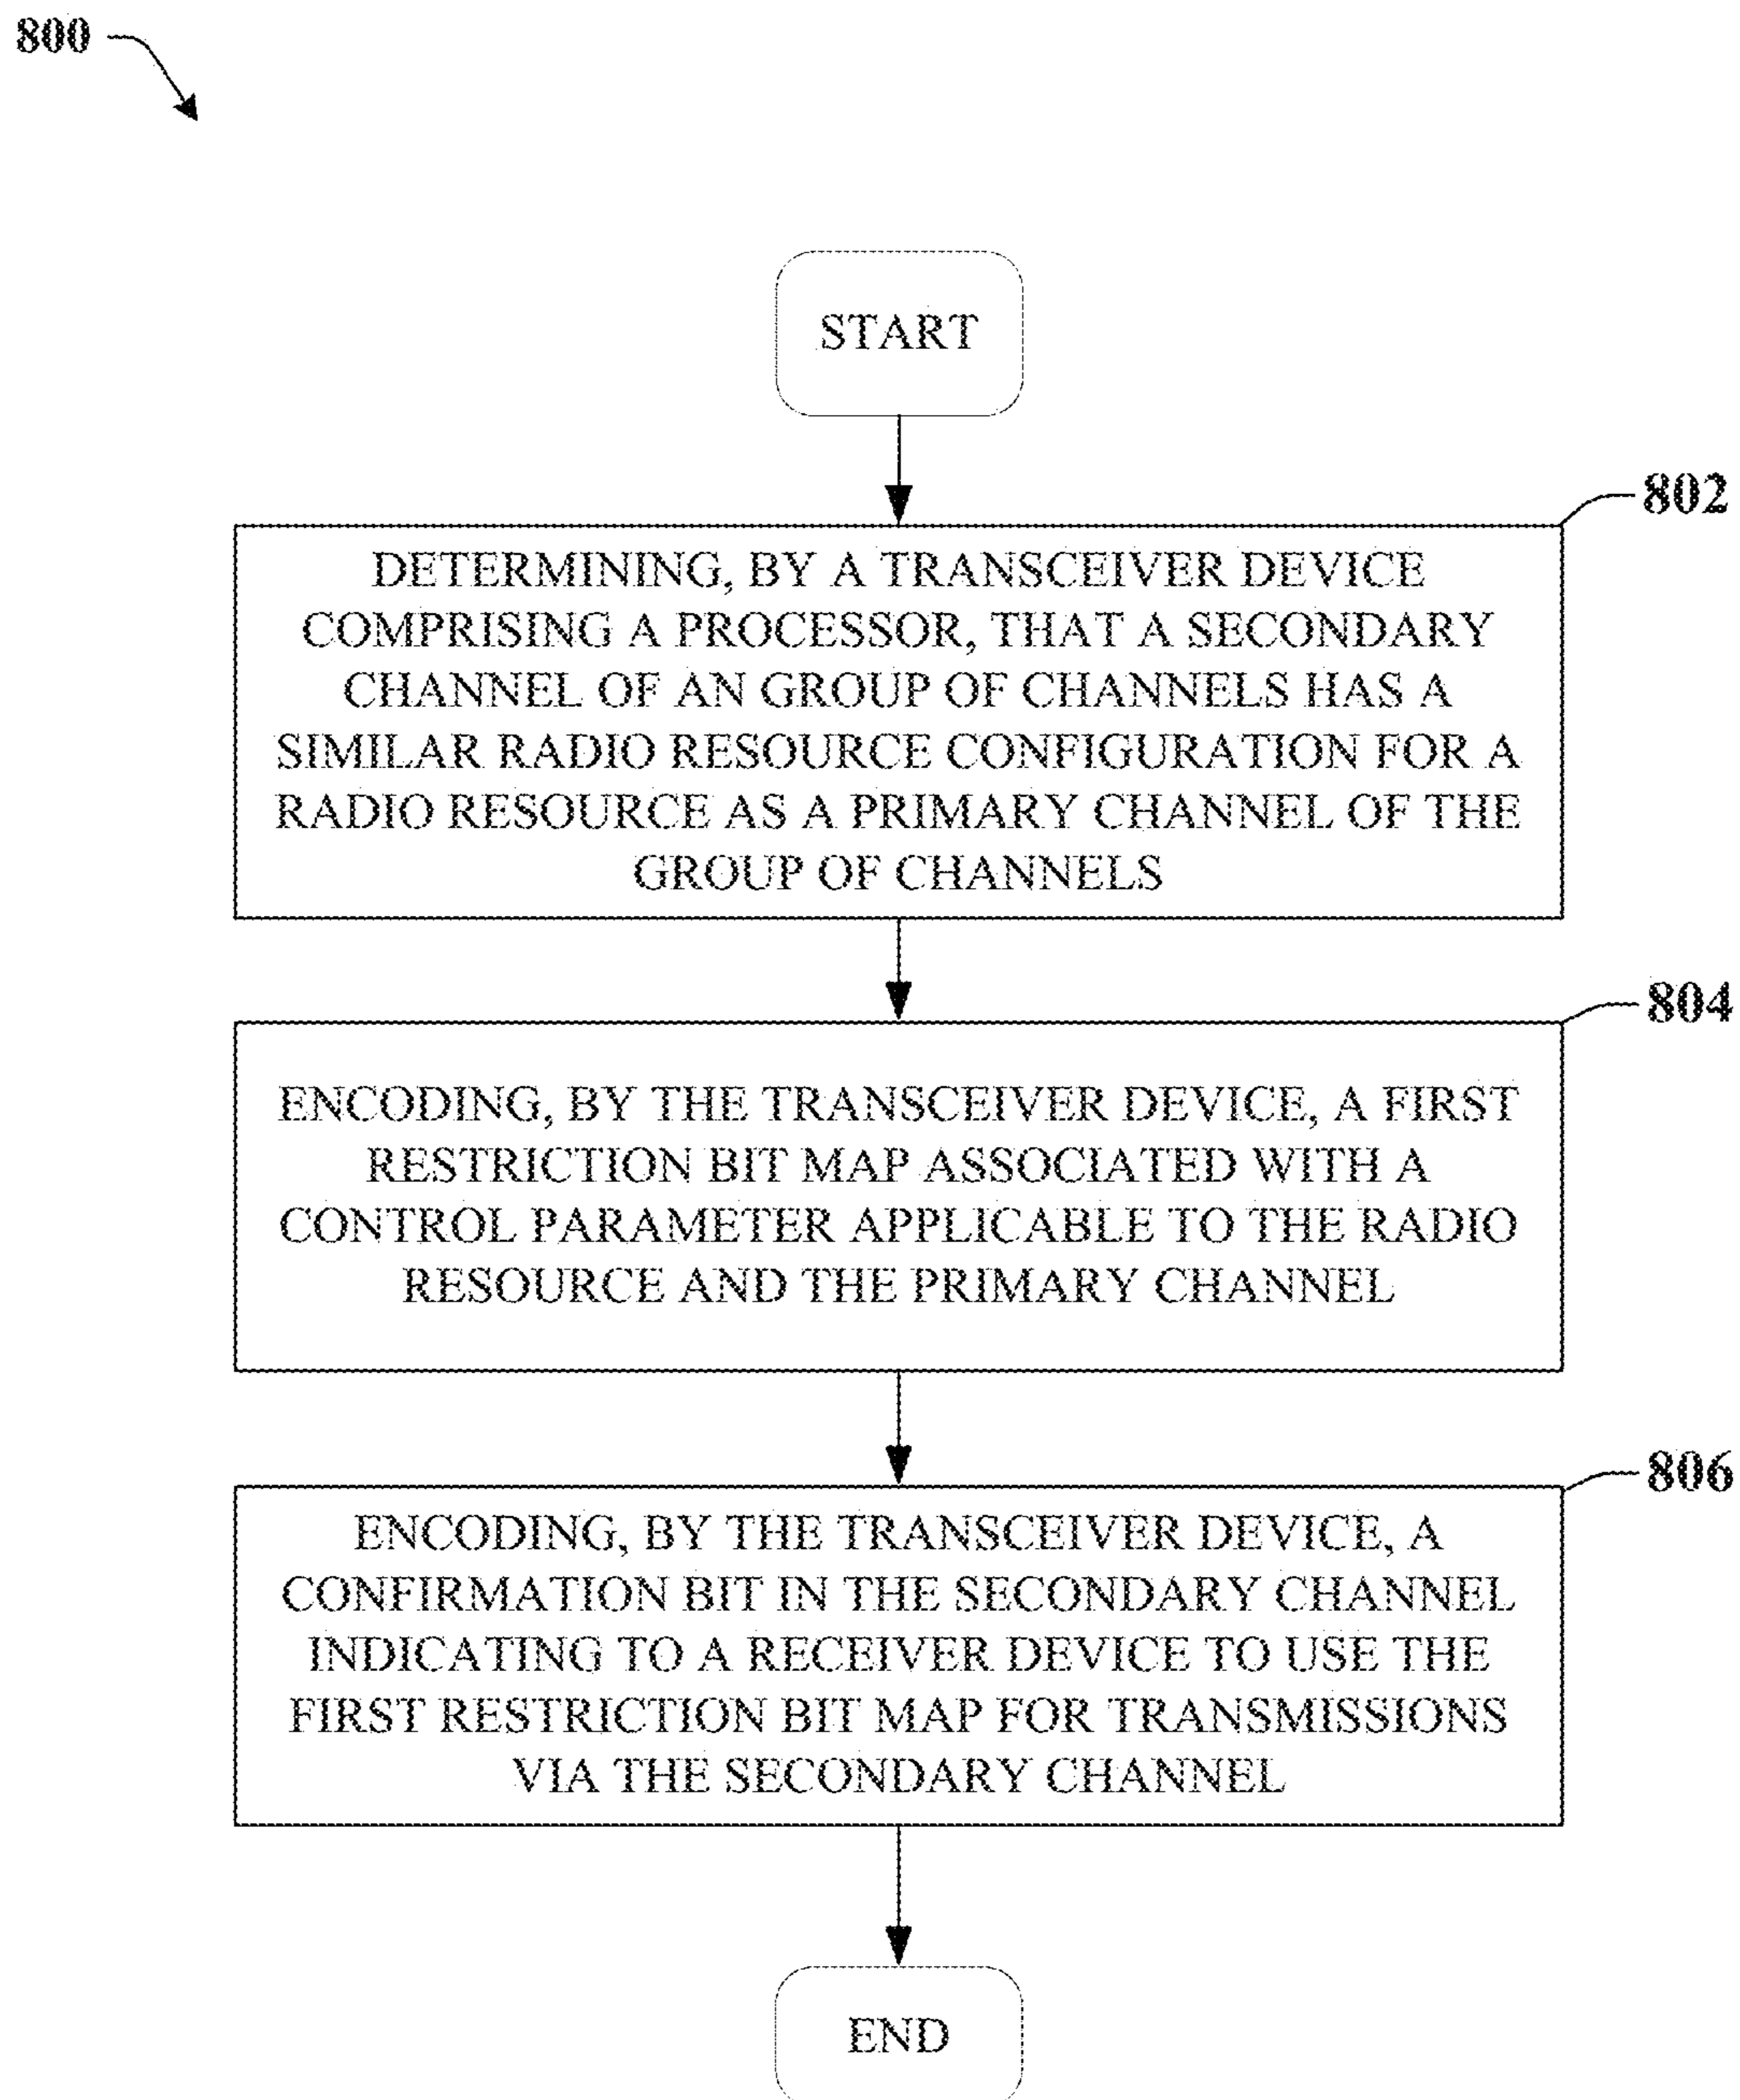 800
START
802
DETERMINING, BY A TRANSCEIVER DEVICE
COMPRISING A PROCESSOR, THAT A SECONDARY
CHANNEL OF AN GROUP OF CHANNELS HAS A
SIMILAR RADIO RESOURCE CONFIGURATION FOR A
RADIO RESOURCE AS A PRIMARY CHANNEL OF THE
GROUP OF CHANNELS
804
ENCODING, BY THE TRANSCEIVER DEVICE, A FIRST
RESTRICTION BIT MAP ASSOCIATED WITH A
CONTROL PARAMETER APPLICABLE TO THE RADIO
RESOURCE AND THE PRIMARY CHANNEL
806
ENCODING, BY THE TRANSCEIVER DEVICE, A
CONFIRMATION BIT IN THE SECONDARY CHANNEL
INDICATING TO A RECEIVER DEVICE TO USE THE
FIRST RESTRICTION BIT MAP FOR TRANSMISSIONS
VIA THE SECONDARY CHANNEL
END